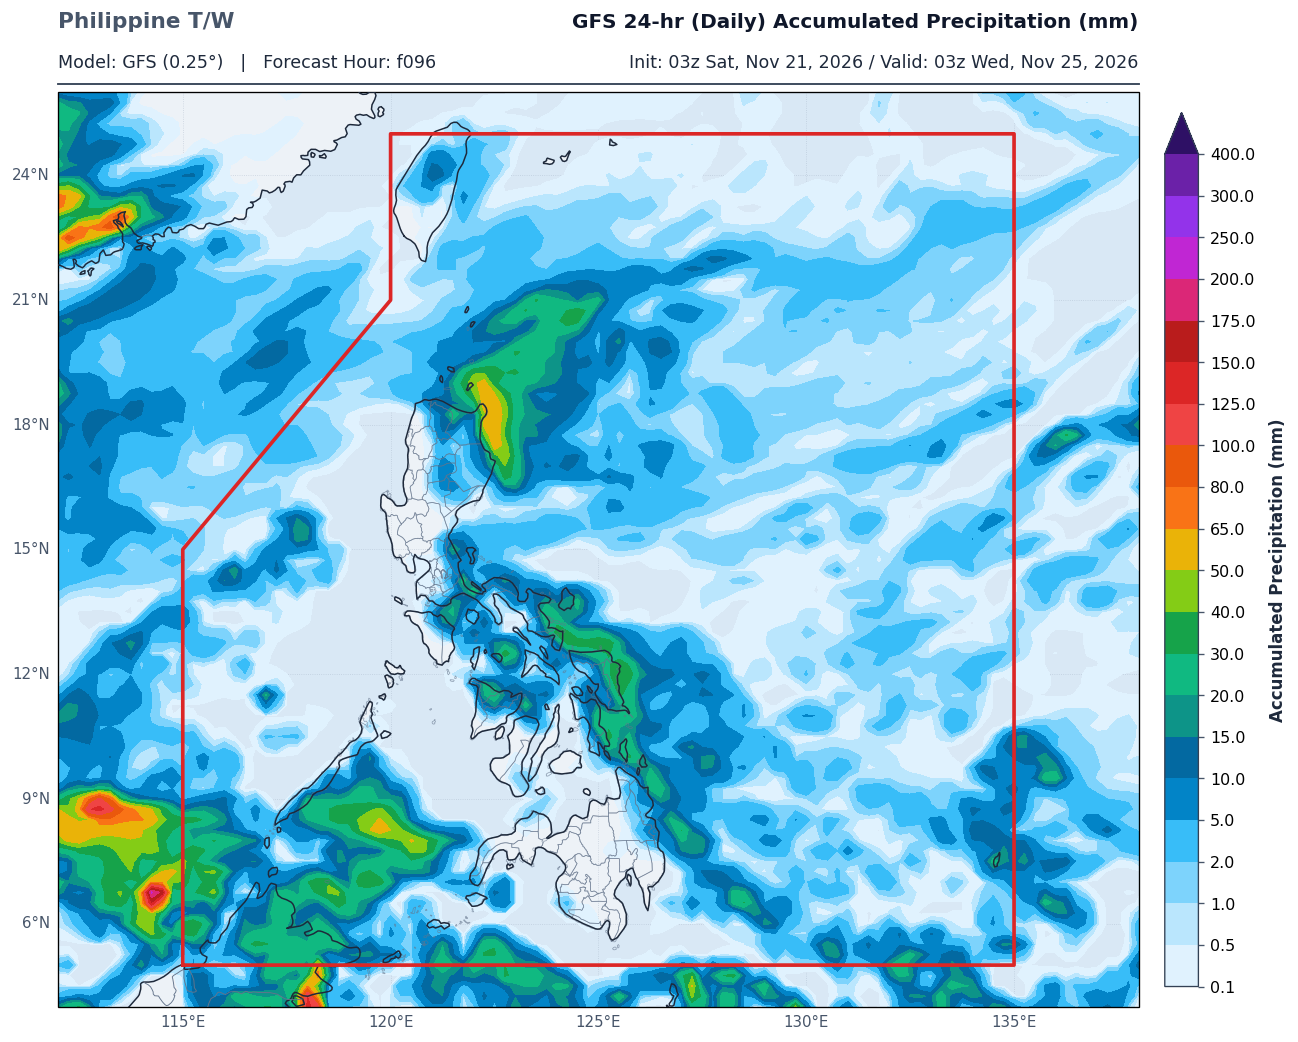 Philippine T/W
GFS 24-hr (Daily) Accumulated Precipitation (mm)
Model: GFS (0.25°)   |   Forecast Hour: f096
Init: 03z Sat, Nov 21, 2026 / Valid: 03z Wed, Nov 25, 2026
24°N
21°N
18°N
15°N
12°N
9°N
6°N
115°E
120°E
125°E
130°E
135°E
400.0
300.0
250.0
200.0
175.0
150.0
125.0
100.0
80.0
65.0
50.0
40.0
30.0
20.0
15.0
10.0
5.0
2.0
1.0
0.5
0.1
Accumulated Precipitation (mm)